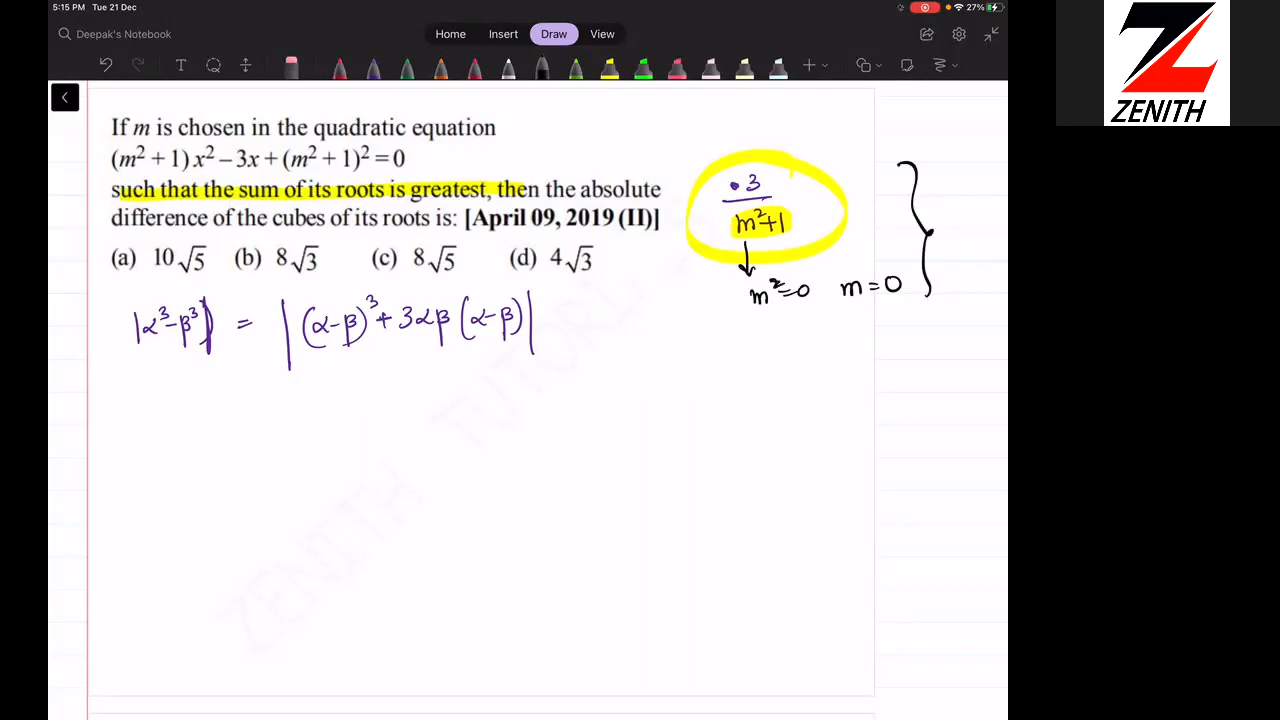 5:15 PM Tue 21 Dec
27%
Deepak's Notebook
Home Insert Draw View
ZENITH
If m is chosen in the quadratic equation
(m² + 1) x² – 3x + (m² + 1)² = 0
such that the sum of its roots is greatest, then the absolute
difference of the cubes of its roots is: [April 09, 2019 (II)]
(a) 10√5 (b) 8√3 (c) 8√5 (d) 4√3
3
m²+1
m²=0 m=0
|α³-β³| = |(α-β)³+3αβ(α-β)|
ZENITH TUTORI